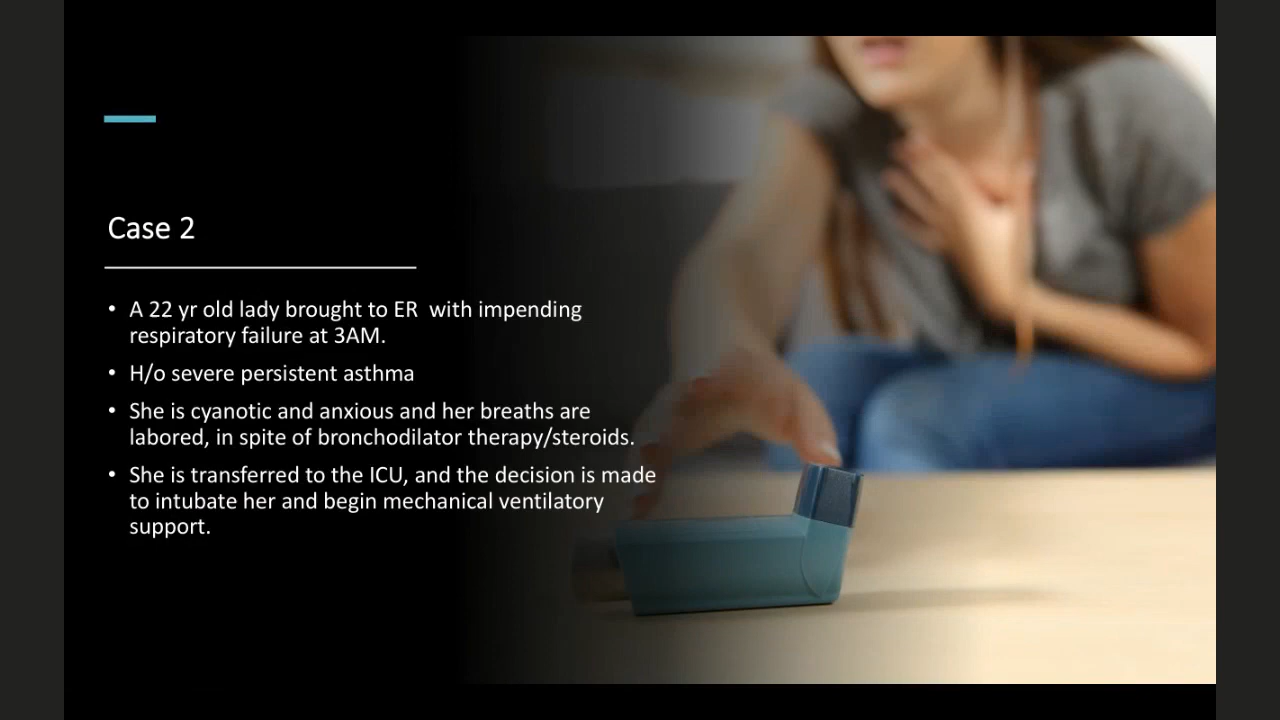 Case 2
• A 22 yr old lady brought to ER  with impending
respiratory failure at 3AM.
• H/o severe persistent asthma
• She is cyanotic and anxious and her breaths are
labored, in spite of bronchodilator therapy/steroids.
• She is transferred to the ICU, and the decision is made
to intubate her and begin mechanical ventilatory
support.